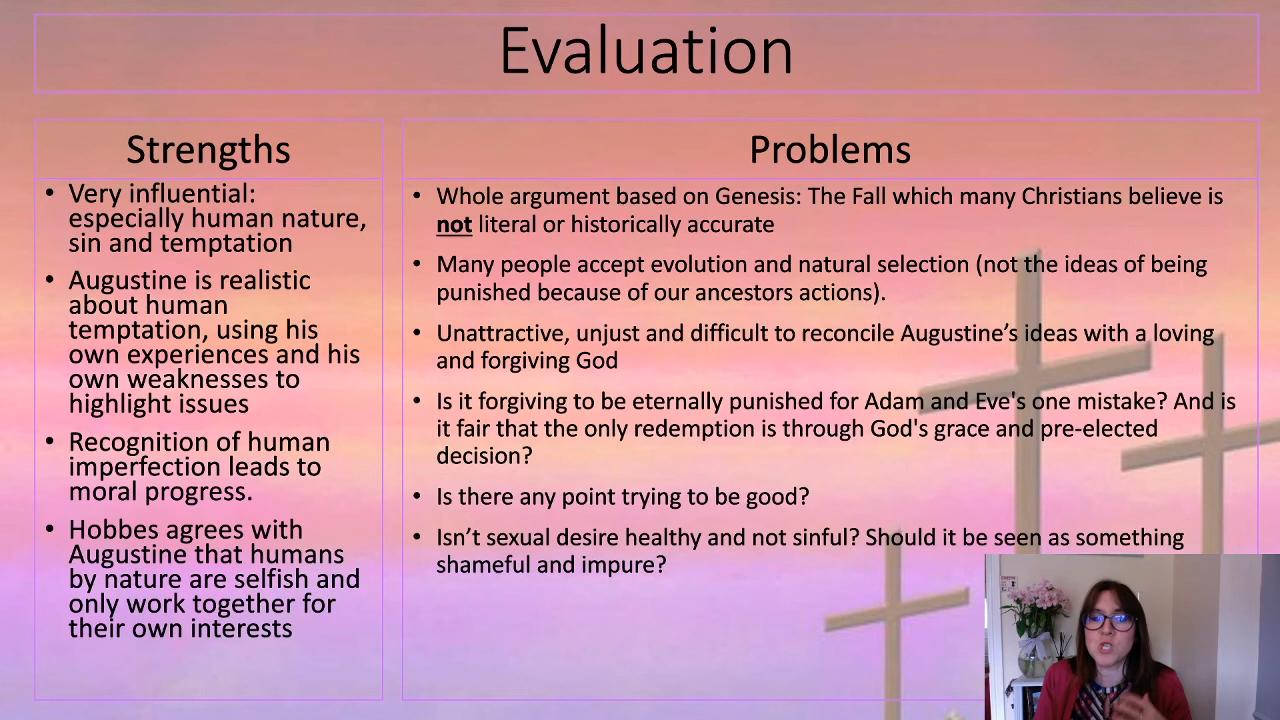 Evaluation
Strengths
• Very influential:
especially human nature,
sin and temptation
• Augustine is realistic
about human
temptation, using his
own experiences and his
own weaknesses to
highlight issues
• Recognition of human
imperfection leads to
moral progress.
• Hobbes agrees with
Augustine that humans
by nature are selfish and
only work together for
their own interests
Problems
• Whole argument based on Genesis: The Fall which many Christians believe is
not literal or historically accurate
• Many people accept evolution and natural selection (not the ideas of being
punished because of our ancestors actions).
• Unattractive, unjust and difficult to reconcile Augustine’s ideas with a loving
and forgiving God
• Is it forgiving to be eternally punished for Adam and Eve's one mistake? And is
it fair that the only redemption is through God's grace and pre-elected
decision?
• Is there any point trying to be good?
• Isn’t sexual desire healthy and not sinful? Should it be seen as something
shameful and impure?